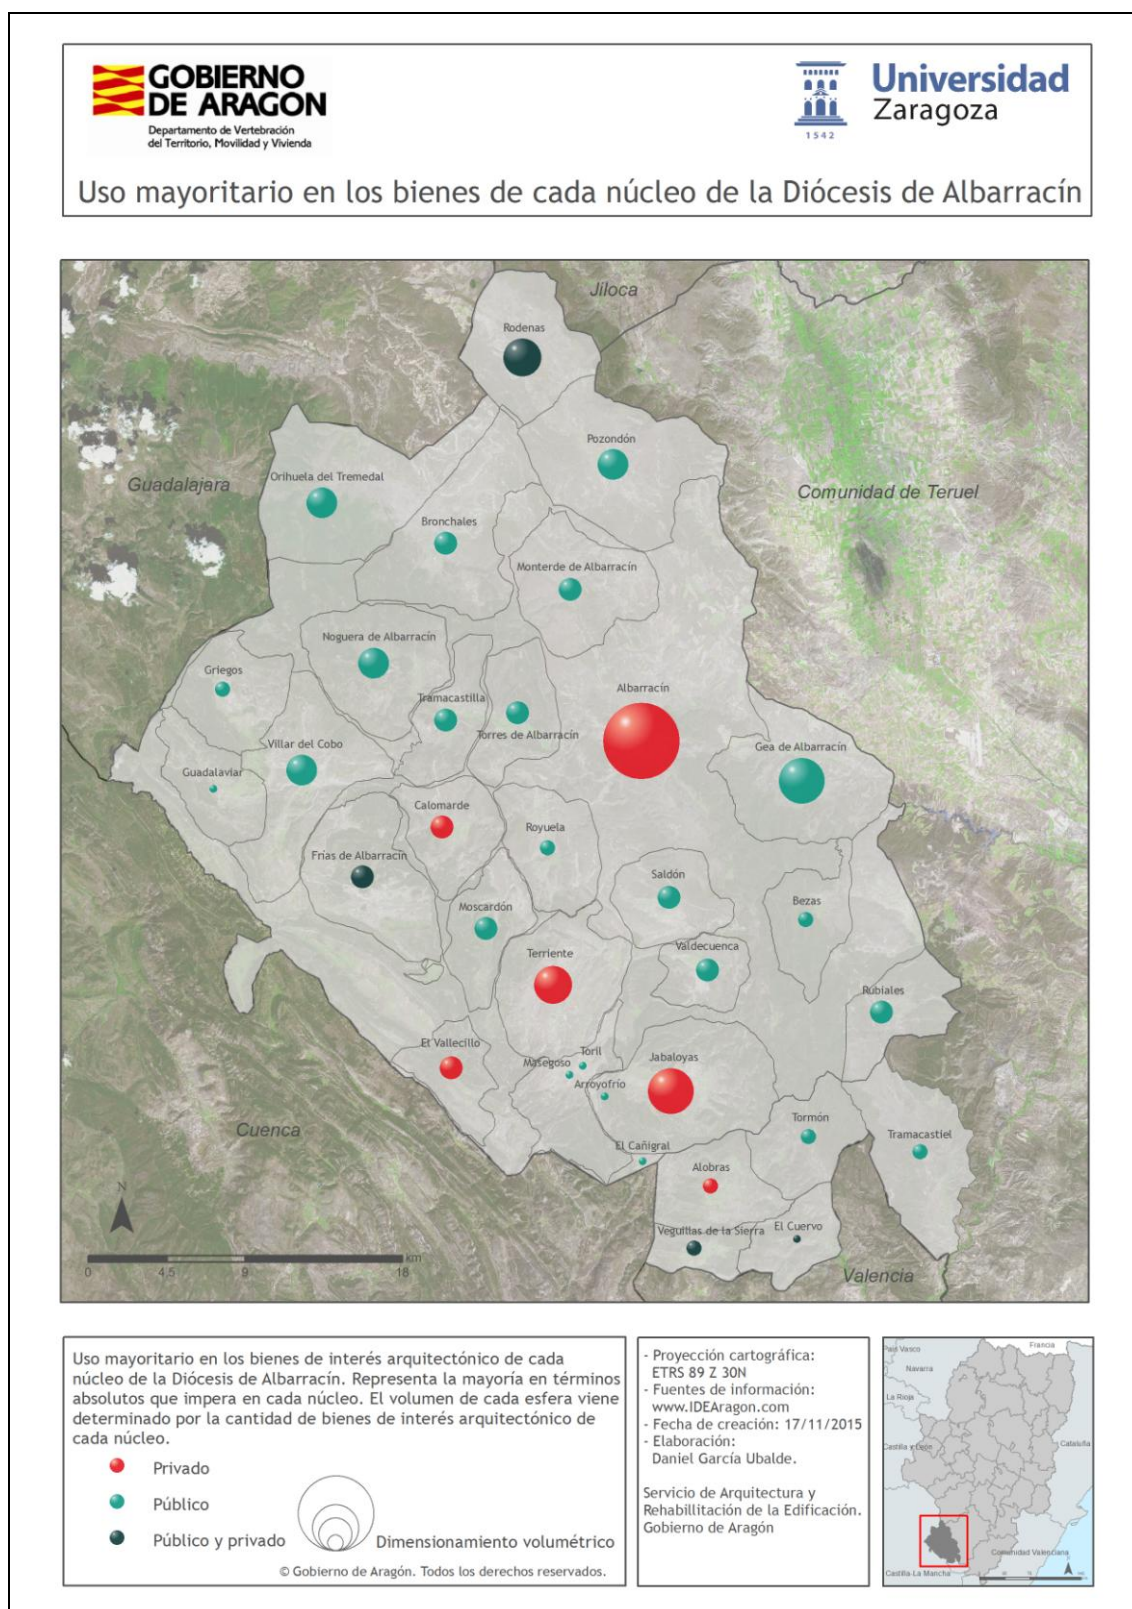 GOBIERNO
DE ARAGON
Departamento de Vertebración
del Territorio, Movilidad y Vivienda
Universidad
Zaragoza
1542
Uso mayoritario en los bienes de cada núcleo de la Diócesis de Albarracín
Jiloca
Rodenas
Pozondón
Orihuela del Tremedal
Guadalajara
Comunidad de Teruel
Bronchales
Monterde de Albarracín
Noguera de Albarracín
Griegos
Tramacastilla
Albarracín
Torres de Albarracín
Villar del Cobo
Gea de Albarracín
Guadalaviar
Calomarde
Royuela
Frías de Albarracín
Saldón
Bezas
Moscardón
Valdecuenca
Terriente
Rubiales
El Vallecillo
Toril
Masegoso
Jabaloyas
Arroyofrío
Tormón
Cuenca
Tramacastiel
El Cañigral
Alobras
N
Veguillas de la Sierra
El Cuervo
km
0 4,5 9 18
Valencia
Uso mayoritario en los bienes de interés arquitectónico de cada
núcleo de la Diócesis de Albarracín. Representa la mayoría en términos
absolutos que impera en cada núcleo. El volumen de cada esfera viene
determinado por la cantidad de bienes de interés arquitectónico de
cada núcleo.
Privado
Público
Público y privado
Dimensionamiento volumétrico
© Gobierno de Aragón. Todos los derechos reservados.
- Proyección cartográfica:
ETRS 89 Z 30N
- Fuentes de información:
www.IDEAragon.com
- Fecha de creación: 17/11/2015
- Elaboración:
Daniel García Ubalde.
Servicio de Arquitectura y
Rehabillitación de la Edificación.
Gobierno de Aragón
Francia
País Vasco
Navarra
La Rioja
Castilla y León
Cataluña
Comunidad Valenciana
Castilla-La Mancha